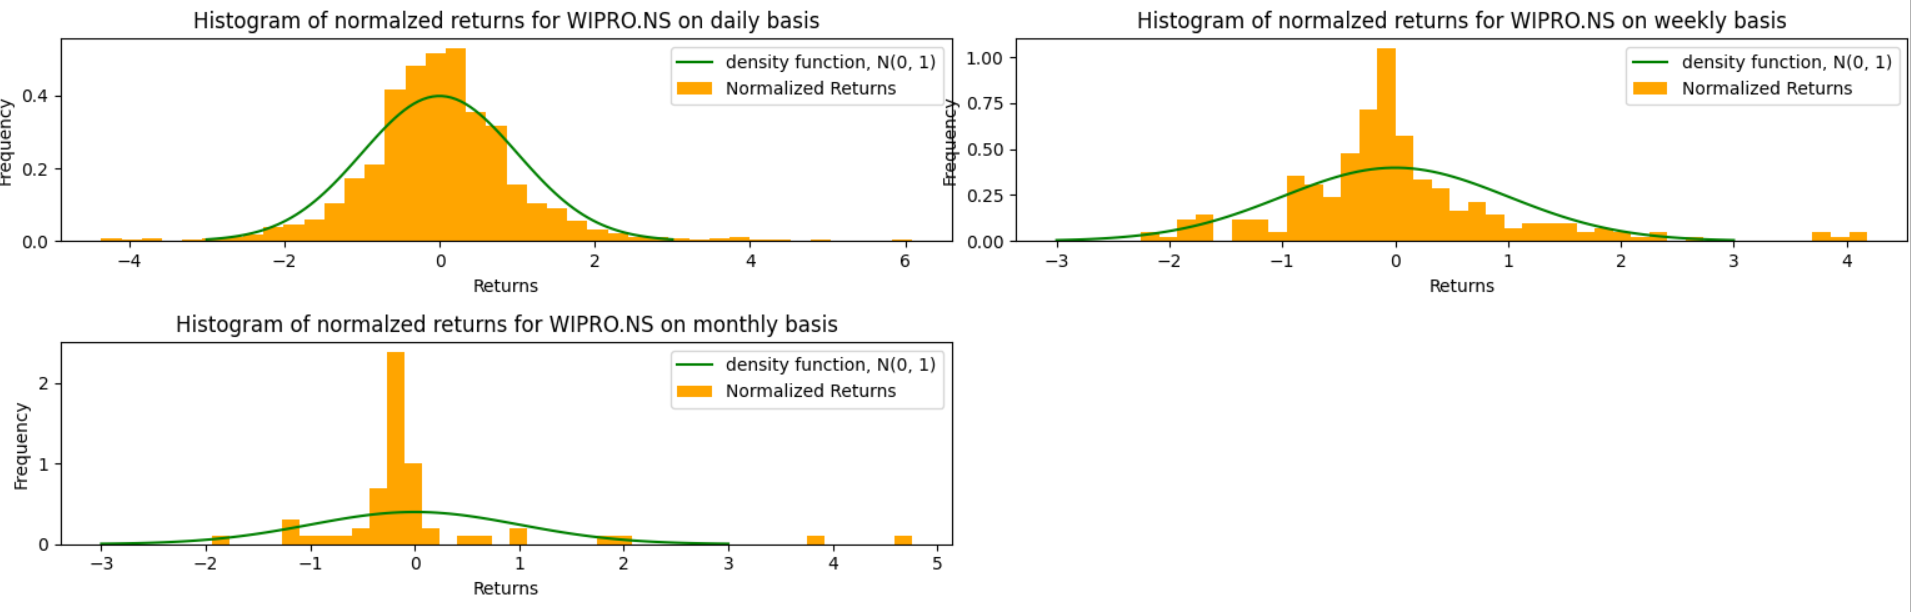 Histogram of normalzed returns for WIPRO.NS on daily basis
Frequency
0.4
0.2
0.0
density function, N(0, 1)
Normalized Returns
−4
−2
0
2
4
6
Returns
Histogram of normalzed returns for WIPRO.NS on weekly basis
Frequency
1.00
0.75
0.50
0.25
0.00
density function, N(0, 1)
Normalized Returns
−3
−2
−1
0
1
2
3
4
Returns
Histogram of normalzed returns for WIPRO.NS on monthly basis
Frequency
2
1
0
density function, N(0, 1)
Normalized Returns
−3
−2
−1
0
1
2
3
4
5
Returns